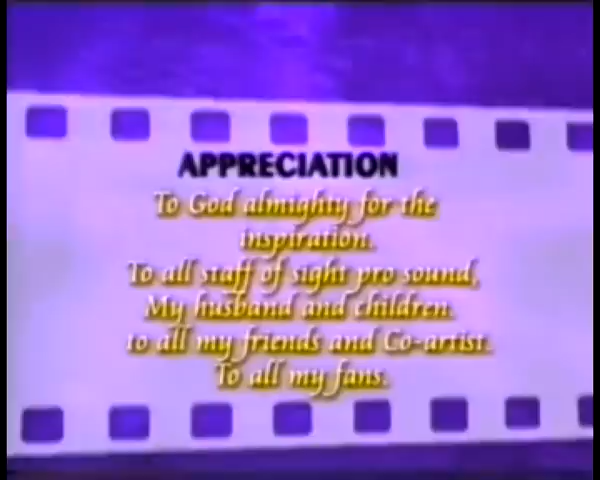 APPRECIATION
To God almighty for the
inspiration.
To all staff of sight pro sound,
My husband and children.
to all my friends and Co-artist.
To all my fans.